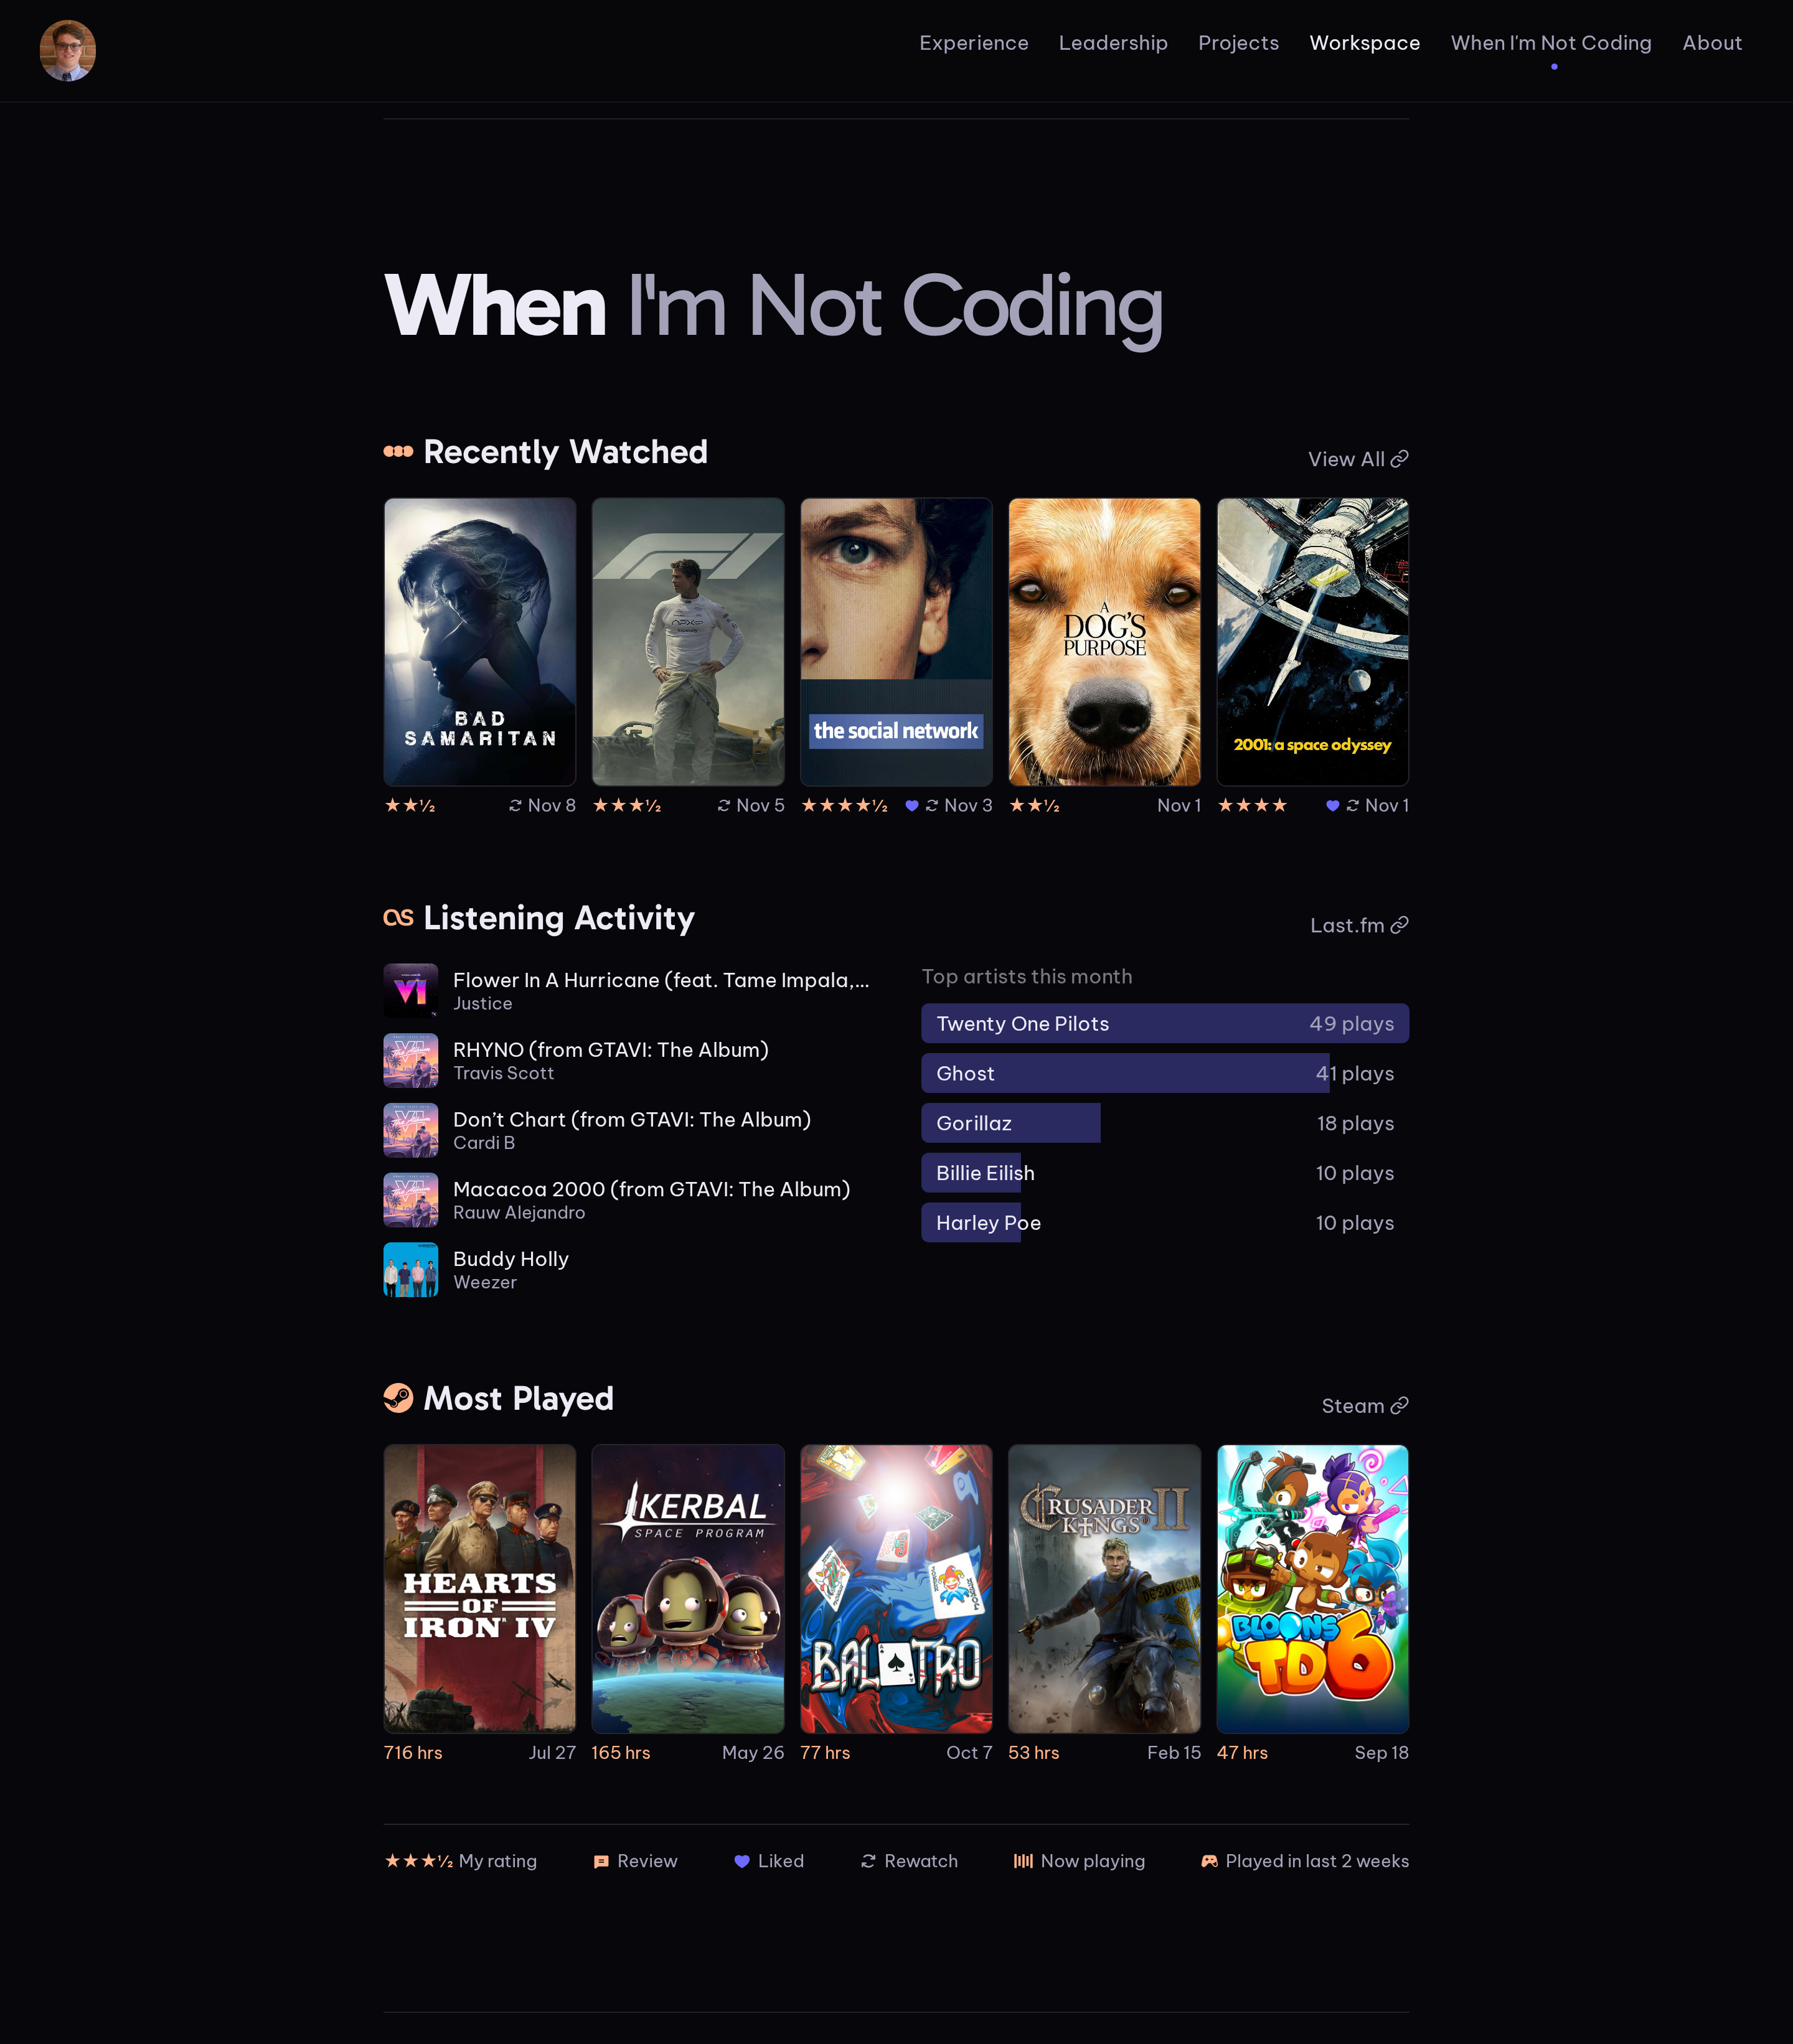 Experience Leadership Projects Workspace When I'm Not Coding About
When I'm Not Coding
Recently Watched
View All
BAD
SAMARITAN
the social network
A
DOG'S
PURPOSE
2001: a space odyssey
★★½ Nov 8
★★★½ Nov 5
★★★★½ Nov 3
★★½ Nov 1
★★★★ Nov 1
Listening Activity
Last.fm
Flower In A Hurricane (feat. Tame Impala,...
Justice
RHYNO (from GTAVI: The Album)
Travis Scott
Don’t Chart (from GTAVI: The Album)
Cardi B
Macacoa 2000 (from GTAVI: The Album)
Rauw Alejandro
Buddy Holly
Weezer
Top artists this month
Twenty One Pilots 49 plays
Ghost 41 plays
Gorillaz 18 plays
Billie Eilish 10 plays
Harley Poe 10 plays
Most Played
Steam
HEARTS
OF
IRON IV
KERBAL
SPACE PROGRAM
BALATRO
CRUSADER
KINGS II
BLOONS
TD6
716 hrs Jul 27
165 hrs May 26
77 hrs Oct 7
53 hrs Feb 15
47 hrs Sep 18
★★★½ My rating
Review
Liked
Rewatch
Now playing
Played in last 2 weeks